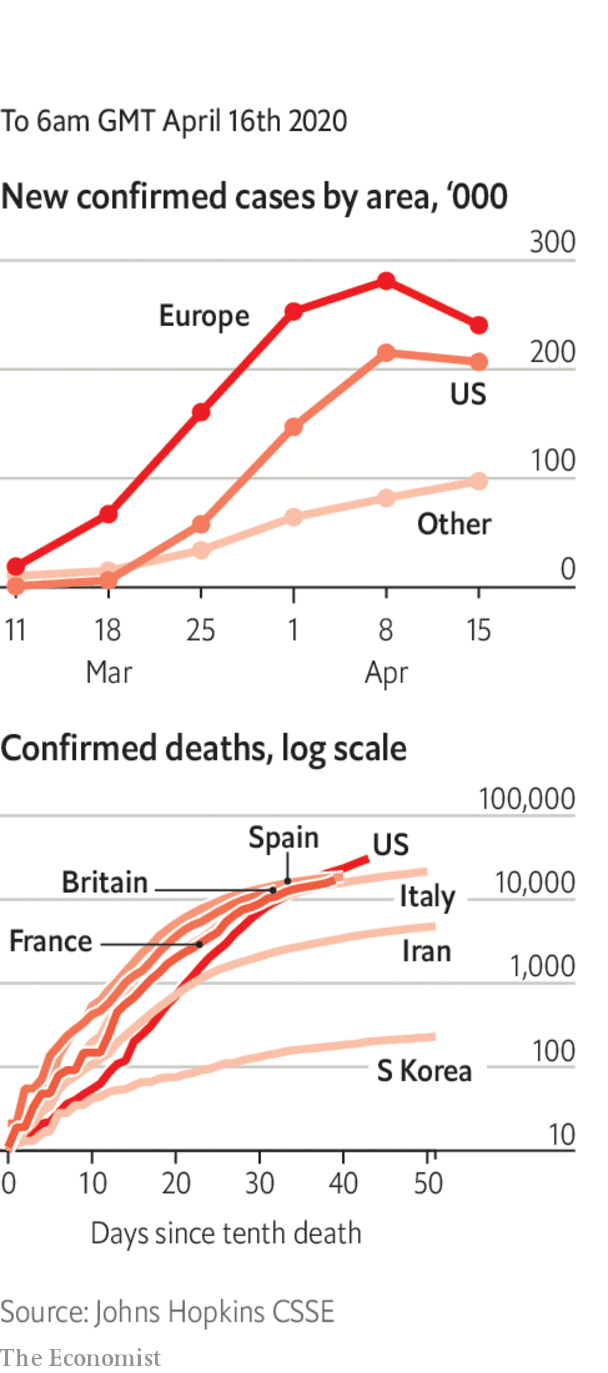 To 6am GMT April 16th 2020
New confirmed cases by area, ‘000
300
Europe
200
US
100
Other
0
11 18 25 1 8 15
Mar Apr
Confirmed deaths, log scale
100,000
Spain US
Britain
10,000
Italy
France
Iran
1,000
100
S Korea
10
0 10 20 30 40 50
Days since tenth death
Source: Johns Hopkins CSSE
The Economist